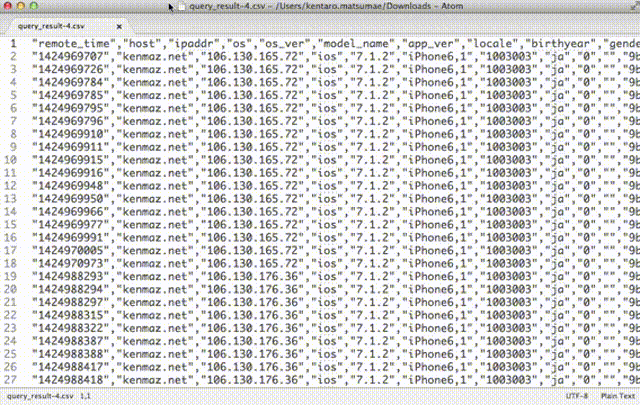 query_result-4.csv – /Users/kentaro.matsumae/Downloads – Atom
query_result-4.csv ×
1 "remote_time","host","ipaddr","os","os_ver","model_name","app_ver","locale","birthyear","gend
2 "1424969707","kenmaz.net","106.130.165.72","ios","7.1.2","iPhone6,1","1003003","ja","0","","9b
3 "1424969726","kenmaz.net","106.130.165.72","ios","7.1.2","iPhone6,1","1003003","ja","0","","9b
4 "1424969784","kenmaz.net","106.130.165.72","ios","7.1.2","iPhone6,1","1003003","ja","0","","9b
5 "1424969785","kenmaz.net","106.130.165.72","ios","7.1.2","iPhone6,1","1003003","ja","0","","9b
6 "1424969795","kenmaz.net","106.130.165.72","ios","7.1.2","iPhone6,1","1003003","ja","0","","9b
7 "1424969796","kenmaz.net","106.130.165.72","ios","7.1.2","iPhone6,1","1003003","ja","0","","9b
8 "1424969910","kenmaz.net","106.130.165.72","ios","7.1.2","iPhone6,1","1003003","ja","0","","9b
9 "1424969911","kenmaz.net","106.130.165.72","ios","7.1.2","iPhone6,1","1003003","ja","0","","9b
10 "1424969915","kenmaz.net","106.130.165.72","ios","7.1.2","iPhone6,1","1003003","ja","0","","9b
11 "1424969916","kenmaz.net","106.130.165.72","ios","7.1.2","iPhone6,1","1003003","ja","0","","9b
12 "1424969948","kenmaz.net","106.130.165.72","ios","7.1.2","iPhone6,1","1003003","ja","0","","9b
13 "1424969950","kenmaz.net","106.130.165.72","ios","7.1.2","iPhone6,1","1003003","ja","0","","9b
14 "1424969966","kenmaz.net","106.130.165.72","ios","7.1.2","iPhone6,1","1003003","ja","0","","9b
15 "1424969977","kenmaz.net","106.130.165.72","ios","7.1.2","iPhone6,1","1003003","ja","0","","9b
16 "1424969991","kenmaz.net","106.130.165.72","ios","7.1.2","iPhone6,1","1003003","ja","0","","9b
17 "1424970005","kenmaz.net","106.130.165.72","ios","7.1.2","iPhone6,1","1003003","ja","0","","9b
18 "1424970973","kenmaz.net","106.130.165.72","ios","7.1.2","iPhone6,1","1003003","ja","0","","9b
19 "1424988293","kenmaz.net","106.130.176.36","ios","7.1.2","iPhone6,1","1003003","ja","0","","9b
20 "1424988294","kenmaz.net","106.130.176.36","ios","7.1.2","iPhone6,1","1003003","ja","0","","9b
21 "1424988297","kenmaz.net","106.130.176.36","ios","7.1.2","iPhone6,1","1003003","ja","0","","9b
22 "1424988315","kenmaz.net","106.130.176.36","ios","7.1.2","iPhone6,1","1003003","ja","0","","9b
23 "1424988322","kenmaz.net","106.130.176.36","ios","7.1.2","iPhone6,1","1003003","ja","0","","9b
24 "1424988387","kenmaz.net","106.130.176.36","ios","7.1.2","iPhone6,1","1003003","ja","0","","9b
25 "1424988388","kenmaz.net","106.130.176.36","ios","7.1.2","iPhone6,1","1003003","ja","0","","9b
26 "1424988417","kenmaz.net","106.130.176.36","ios","7.1.2","iPhone6,1","1003003","ja","0","","9b
27 "1424988418","kenmaz.net","106.130.176.36","ios","7.1.2","iPhone6,1","1003003","ja","0","","9b
query_result-4.csv 1,1 UTF-8 Plain Text